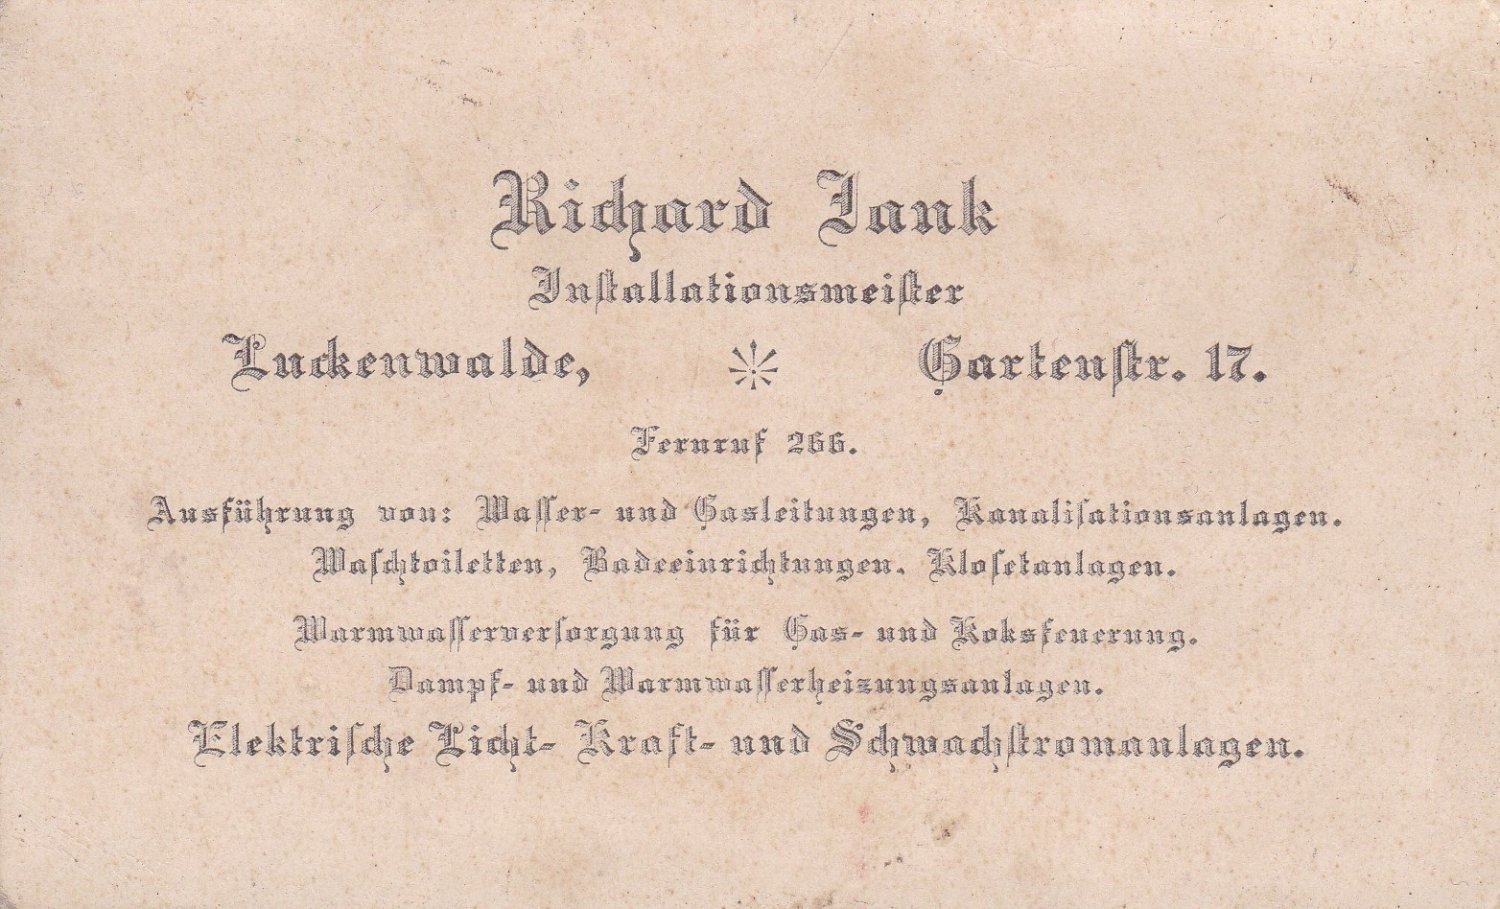 Richard Jank
Installationsmeister
Luckenwalde, Gartenstr. 17.
Fernruf 266.
Ausführung von: Wasser- und Gasleitungen, Kanalisationsanlagen.
Waschtoiletten, Badeeinrichtungen. Klosetanlagen.
Warmwasserversorgung für Gas- und Koksfeuerung.
Dampf- und Warmwasserheizungsanlagen.
Elektrische Licht- Kraft- und Schwachstromanlagen.